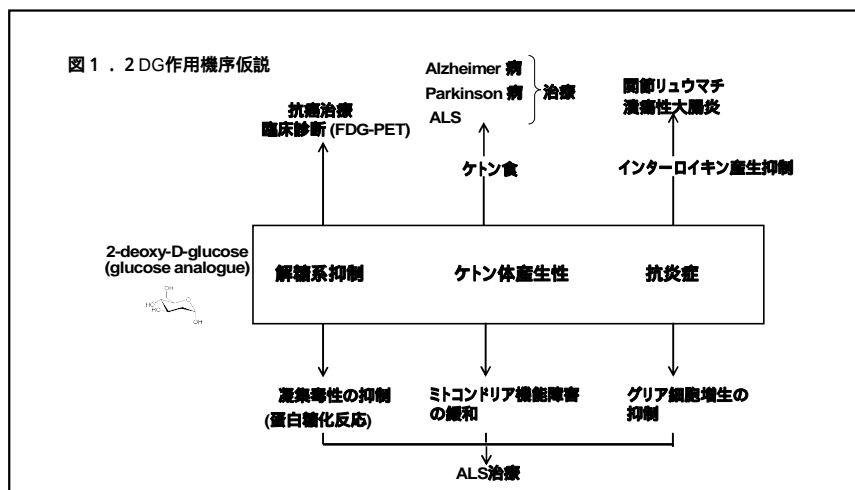 図1．2DG作用機序仮説
Alzheimer 病
Parkinson 病
ALS
治療
関節リュウマチ
潰瘍性大腸炎
抗癌治療
臨床診断 (FDG-PET)
ケトン食
インターロイキン産生抑制
2-deoxy-D-glucose
(glucose analogue)
解糖系抑制
ケトン体産生性
抗炎症
OH
HO
HO
O
OH
凝集毒性の抑制
(蛋白糖化反応)
ミトコンドリア機能障害
の緩和
グリア細胞増生の
抑制
ALS治療